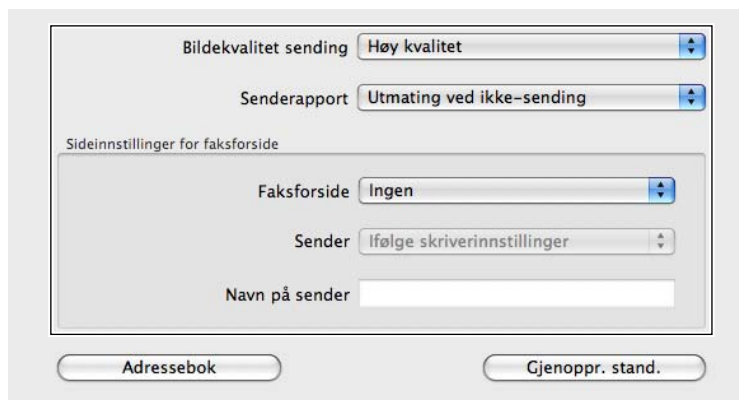 Bildekvalitet sending Høy kvalitet
Senderapport Utmating ved ikke-sending
Sideinnstillinger for faksforside
Faksforside Ingen
Sender Ifølge skriverinnstillinger
Navn på sender
Adressebok Gjenoppr. stand.